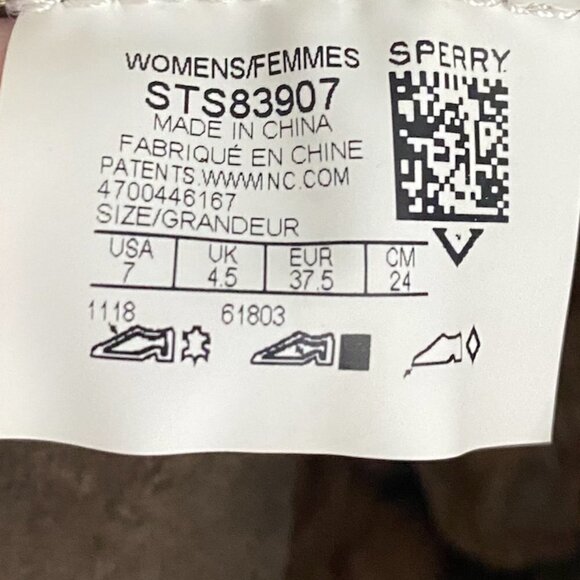 WOMENS/FEMMES
SPERRY
STS83907
MADE IN CHINA
FABRIQUÉ EN CHINE
PATENTS.WWWNC.COM
4700446167
SIZE/GRANDEUR
USA UK EUR CM
7 4.5 37.5 24
1118 61803